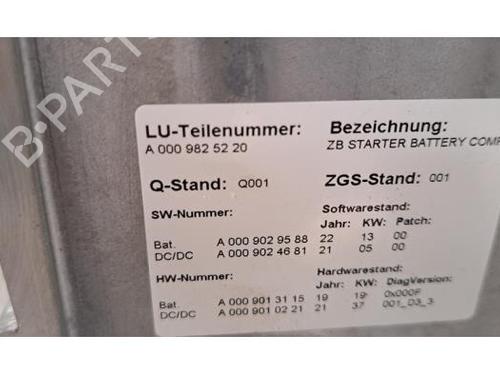 B-PARTS
LU-Teilenummer: Bezeichnung:
A 000 982 52 20 ZB STARTER BATTERY COMP
Q-Stand: Q001 ZGS-Stand: 001
SW-Nummer: Softwarestand:
Jahr: KW: Patch:
Bat. A 000 902 95 88 22 13 00
DC/DC A 000 902 46 81 21 05 00
HW-Nummer: Hardwarestand:
Jahr: KW: DiagVersion:
Bat. A 000 901 31 15 19 19 0x000F
DC/DC A 000 901 02 21 21 37 001_D3_3